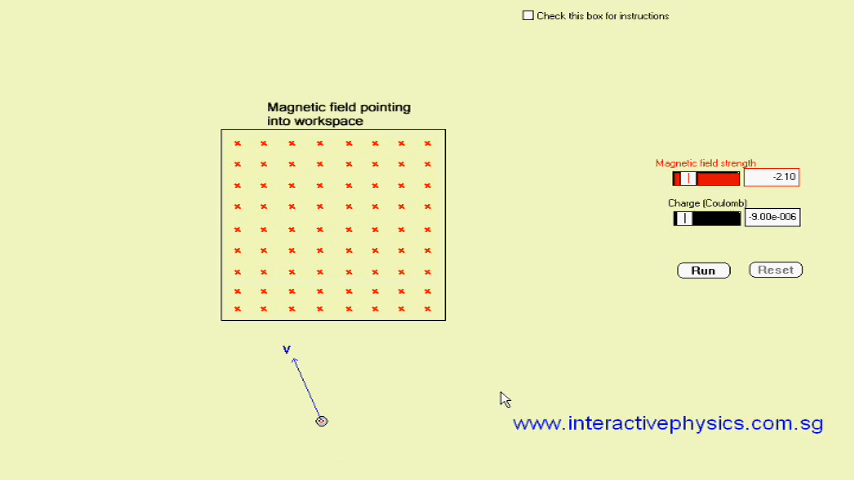 Check this box for instructions
Magnetic field pointing
into workspace
Magnetic field strength
-2.10
Charge (Coulomb)
-9.00e-006
Run
Reset
v
www.interactivephysics.com.sg